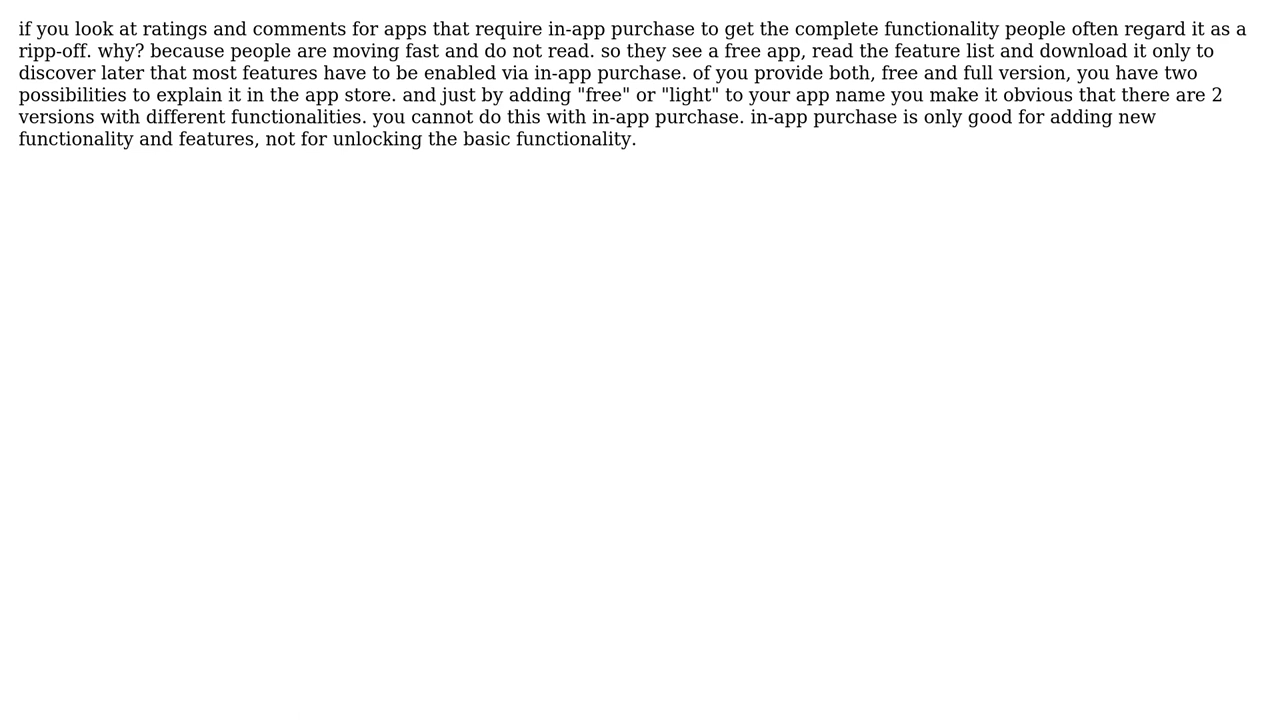 if you look at ratings and comments for apps that require in-app purchase to get the complete functionality people often regard it as a
ripp-off. why? because people are moving fast and do not read. so they see a free app, read the feature list and download it only to
discover later that most features have to be enabled via in-app purchase. of you provide both, free and full version, you have two
possibilities to explain it in the app store. and just by adding "free" or "light" to your app name you make it obvious that there are 2
versions with different functionalities. you cannot do this with in-app purchase. in-app purchase is only good for adding new
functionality and features, not for unlocking the basic functionality.